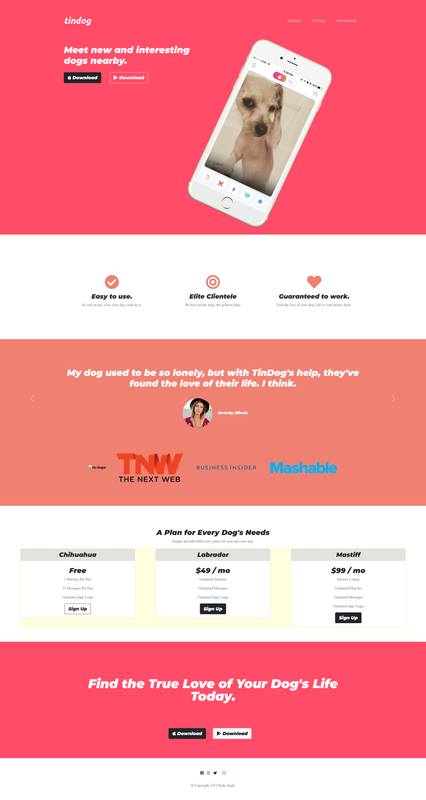 tindog
Contact Pricing Downloads
Meet new and interesting
dogs nearby.
Download Download
Easy to use.
Elite Clientele
Guaranteed to work.
So easy to use, even your dog could do it.
We have all the dogs, the greatest dogs.
Find the love of your dog's life or your money back.
My dog used to be so lonely, but with TinDog's help, they've
found the love of their life. I think.
Beverly, Illinois
TNW
THE NEXT WEB
BUSINESS INSIDER
Mashable
A Plan for Every Dog's Needs
Simple and affordable price plans for you and your dog.
Chihuahua
Free
5 Matches Per Day
10 Messages Per Day
Unlimited App Usage
Sign Up
Labrador
$49 / mo
Unlimited Matches
Unlimited Messages
Unlimited App Usage
Sign Up
Mastiff
$99 / mo
Priority Listing
Unlimited Matches
Unlimited Messages
Unlimited App Usage
Sign Up
Find the True Love of Your Dog's Life
Today.
Download Download